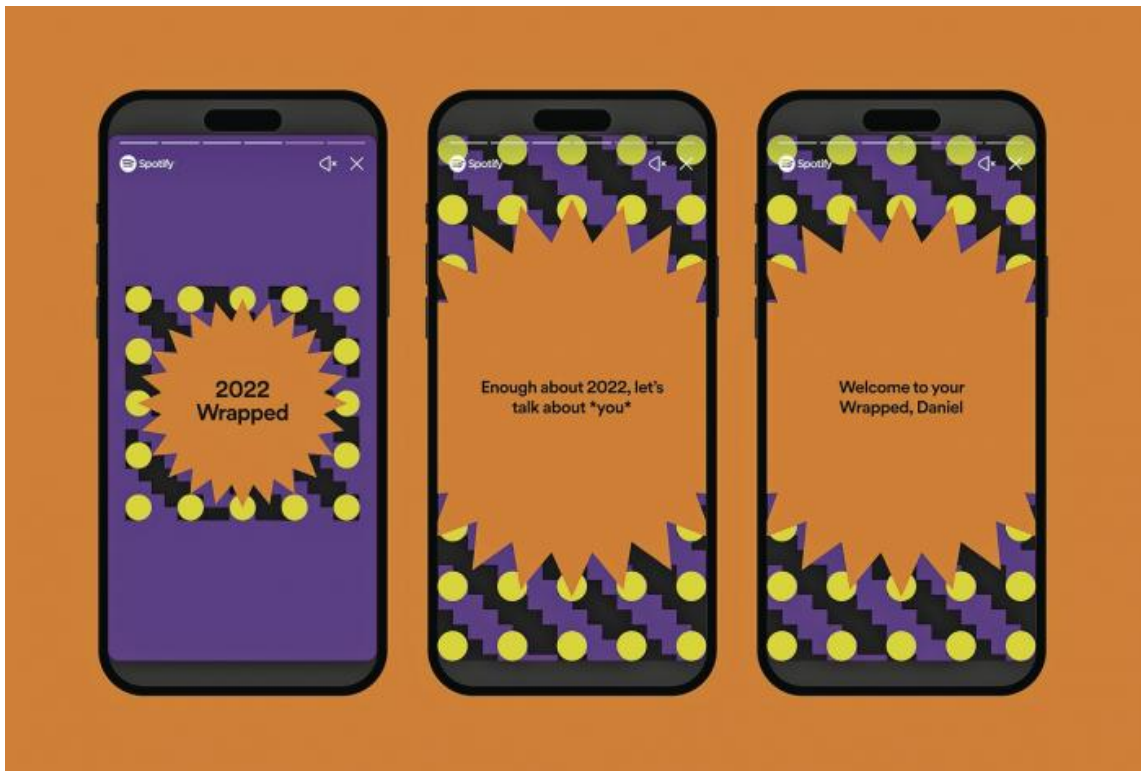 Spotify
2022
Wrapped
Spotify
Enough about 2022, let's
talk about *you*
Spotify
Welcome to your
Wrapped, Daniel